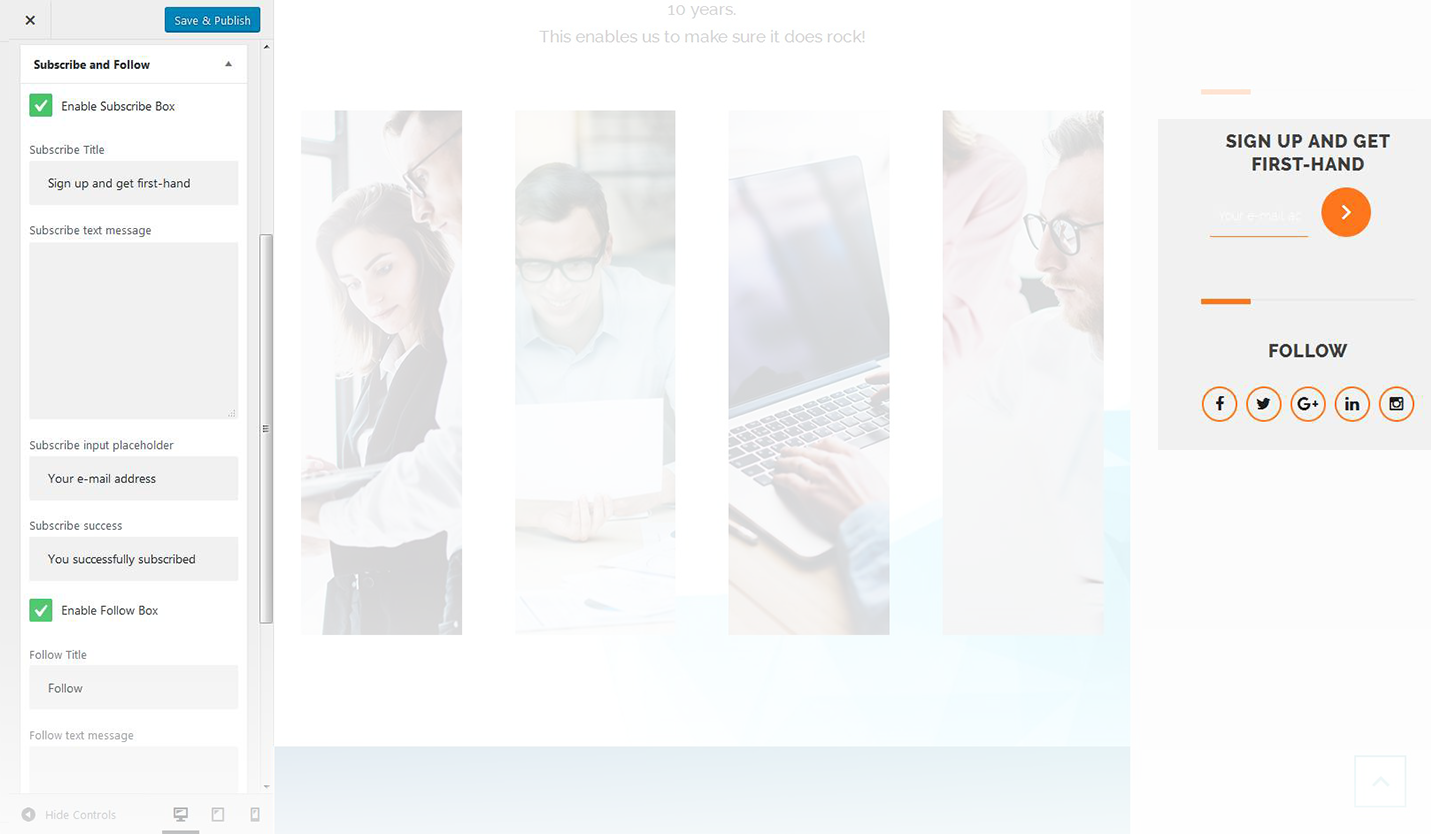 Save & Publish
Subscribe and Follow
Enable Subscribe Box
Subscribe Title
Sign up and get first-hand
Subscribe text message
Subscribe input placeholder
Your e-mail address
Subscribe success
You successfully subscribed
Enable Follow Box
Follow Title
Follow
Follow text message
Hide Controls
10 years.
This enables us to make sure it does rock!
SIGN UP AND GET
FIRST-HAND
Your e-mail ac
FOLLOW